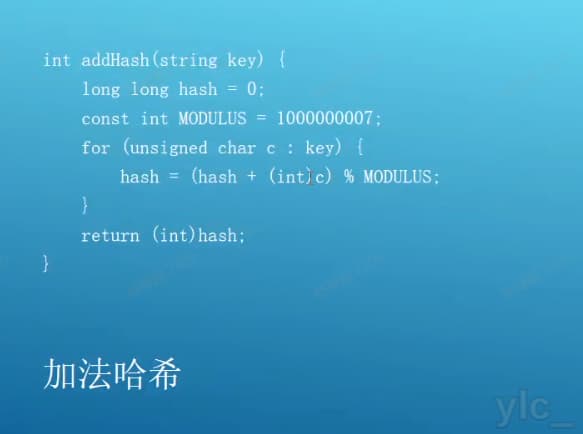 int addHash(string key) {
    long long hash = 0;
    const int MODULUS = 1000000007;
    for (unsigned char c : key) {
        hash = (hash + (int)c) % MODULUS;
    }
    return (int)hash;
}
加法哈希
ylc_